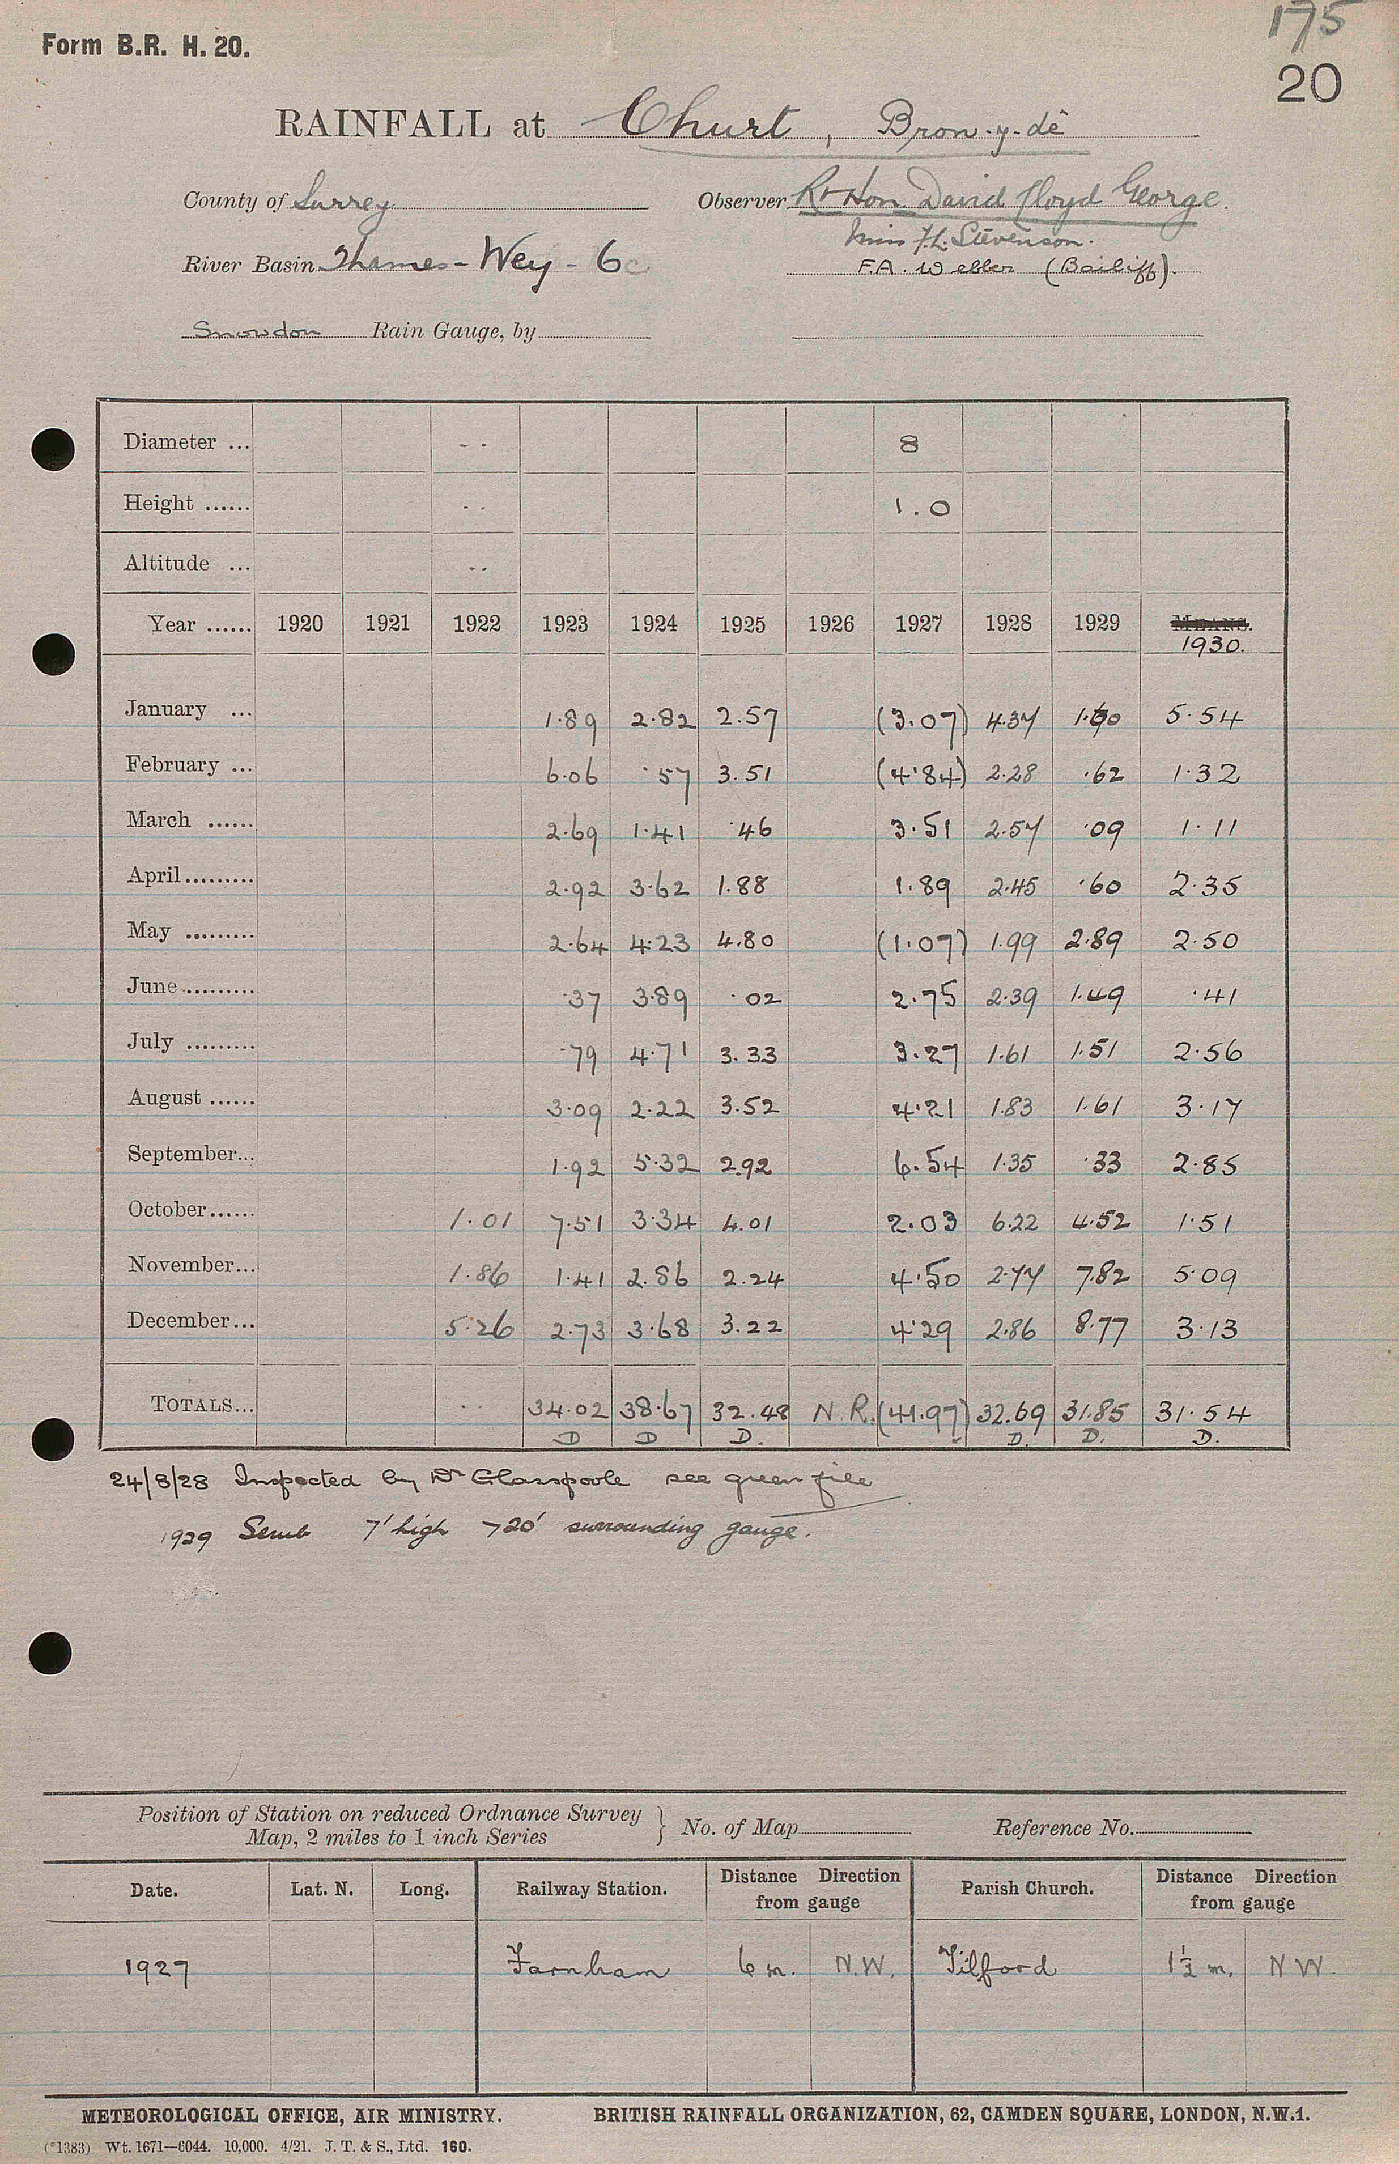 175
Form B.R. H. 20.
20
RAINFALL at Churt, Bron-y-dê
County of Surrey Observer Rt Hon. David Lloyd George.
Miss F.L. Stevenson.
River Basin Thames - Wey - 6c F.A. Webber (Bailiff).
Snowdon Rain Gauge, by
Diameter ... - - 8
Height ...... - - 1.0
Altitude ... - -
Year ...... 1920 1921 1922 1923 1924 1925 1926 1927 1928 1929 MEANS. 1930.
January ... 1.89 2.82 2.57 (3.07) 4.37 5.54
February ... 6.06 .57 3.51 (4.84) 2.28 .62 1.32
March ...... 2.69 1.41 .46 3.51 2.57 .09 1.11
April ......... 2.92 3.62 1.88 1.89 2.45 .60 2.35
May ......... 2.64 4.23 4.80 (1.07) 1.99 2.89 2.50
June ......... .37 3.89 .02 2.75 2.39 1.49 .41
July ......... .79 4.71 3.33 3.27 1.61 1.51 2.56
August ...... 3.09 2.22 3.52 4.21 1.83 1.61 3.17
September... 1.92 5.32 2.92 6.54 1.35 .33 2.85
October...... 1.01 7.51 3.34 4.01 2.03 6.22 4.52 1.51
November... 1.86 1.41 2.86 2.24 4.50 2.77 7.82 5.09
December... 5.26 2.73 3.68 3.22 4.29 2.86 8.77 3.13
TOTALS... - - 34.02 38.67 32.48 N.R. (41.97) 32.69 31.85 31.54
D D D. D. D. D.
24/8/28 Inspected by Dr Glasspoole see green file
1929 7' high >20' surrounding gauge.
Position of Station on reduced Ordnance Survey
Map, 2 miles to 1 inch Series } No. of Map Reference No.
Date. Lat. N. Long. Railway Station. Distance Direction from gauge Parish Church. Distance Direction from gauge
1927 Farnham 6 m. N.W. Tilford 1½ m. N W.
METEOROLOGICAL OFFICE, AIR MINISTRY. BRITISH RAINFALL ORGANIZATION, 62, CAMDEN SQUARE, LONDON, N.W.1.
(*1383) Wt. 1671—6044. 10,000. 4/21. J. T. & S., Ltd. 160.